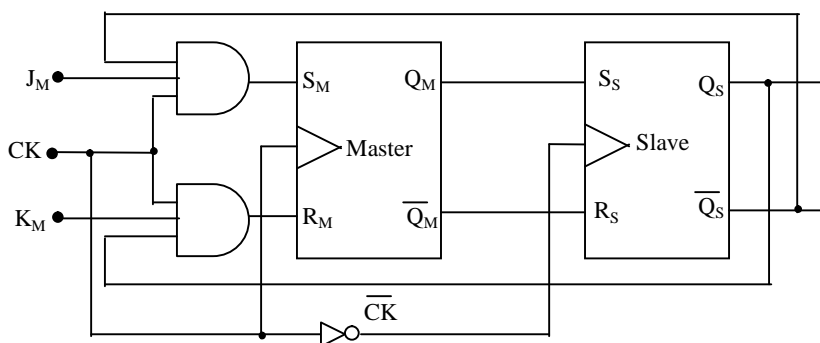 J_M
CK
K_M
S_M
Q_M
Master
R_M
Q̅_M
S_S
Q_S
Slave
R_S
Q̅_S
C̅K̅